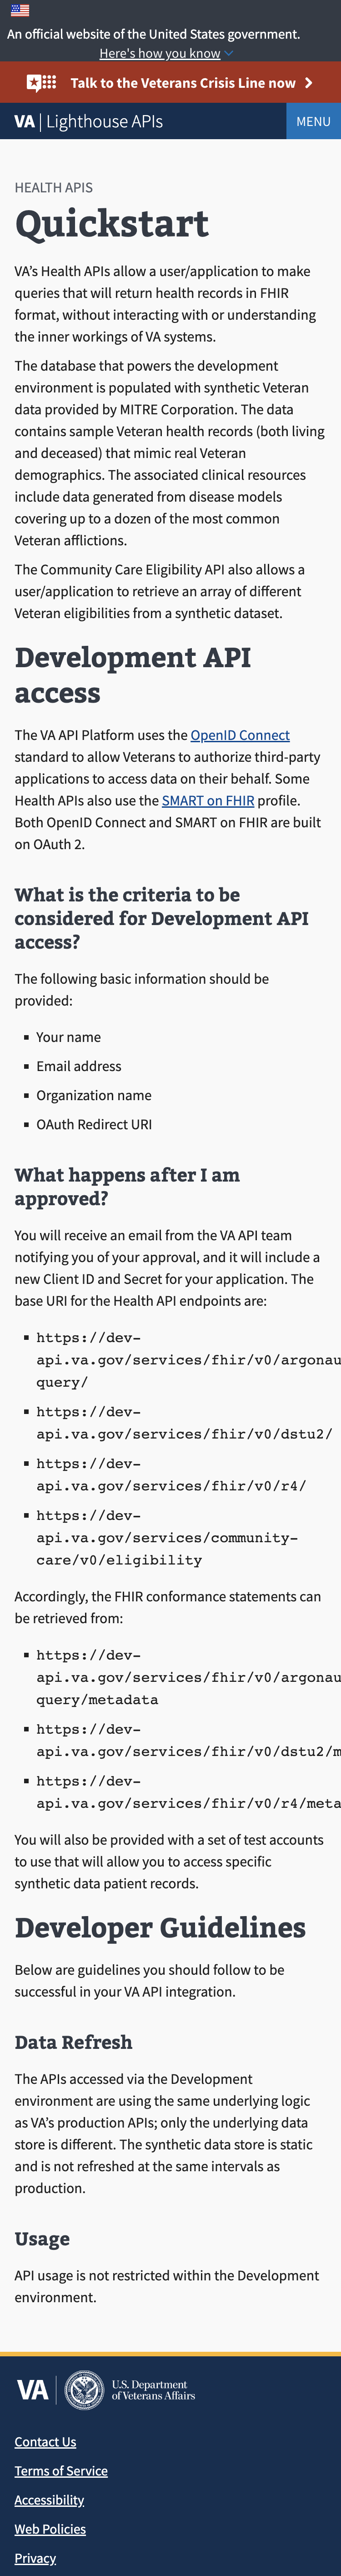 An official website of the United States government.
Here's how you know
Talk to the Veterans Crisis Line now
VA | Lighthouse APIs
MENU
HEALTH APIS
Quickstart
VA’s Health APIs allow a user/application to make
queries that will return health records in FHIR
format, without interacting with or understanding
the inner workings of VA systems.
The database that powers the development
environment is populated with synthetic Veteran
data provided by MITRE Corporation. The data
contains sample Veteran health records (both living
and deceased) that mimic real Veteran
demographics. The associated clinical resources
include data generated from disease models
covering up to a dozen of the most common
Veteran afflictions.
The Community Care Eligibility API also allows a
user/application to retrieve an array of different
Veteran eligibilities from a synthetic dataset.
Development API
access
The VA API Platform uses the OpenID Connect
standard to allow Veterans to authorize third-party
applications to access data on their behalf. Some
Health APIs also use the SMART on FHIR profile.
Both OpenID Connect and SMART on FHIR are built
on OAuth 2.
What is the criteria to be
considered for Development API
access?
The following basic information should be
provided:
Your name
Email address
Organization name
OAuth Redirect URI
What happens after I am
approved?
You will receive an email from the VA API team
notifying you of your approval, and it will include a
new Client ID and Secret for your application. The
base URI for the Health API endpoints are:
https://dev-
api.va.gov/services/fhir/v0/argonau
query/
https://dev-
api.va.gov/services/fhir/v0/dstu2/
https://dev-
api.va.gov/services/fhir/v0/r4/
https://dev-
api.va.gov/services/community-
care/v0/eligibility
Accordingly, the FHIR conformance statements can
be retrieved from:
https://dev-
api.va.gov/services/fhir/v0/argonau
query/metadata
https://dev-
api.va.gov/services/fhir/v0/dstu2/m
https://dev-
api.va.gov/services/fhir/v0/r4/meta
You will also be provided with a set of test accounts
to use that will allow you to access specific
synthetic data patient records.
Developer Guidelines
Below are guidelines you should follow to be
successful in your VA API integration.
Data Refresh
The APIs accessed via the Development
environment are using the same underlying logic
as VA’s production APIs; only the underlying data
store is different. The synthetic data store is static
and is not refreshed at the same intervals as
production.
Usage
API usage is not restricted within the Development
environment.
VA
U.S. Department
of Veterans Affairs
Contact Us
Terms of Service
Accessibility
Web Policies
Privacy